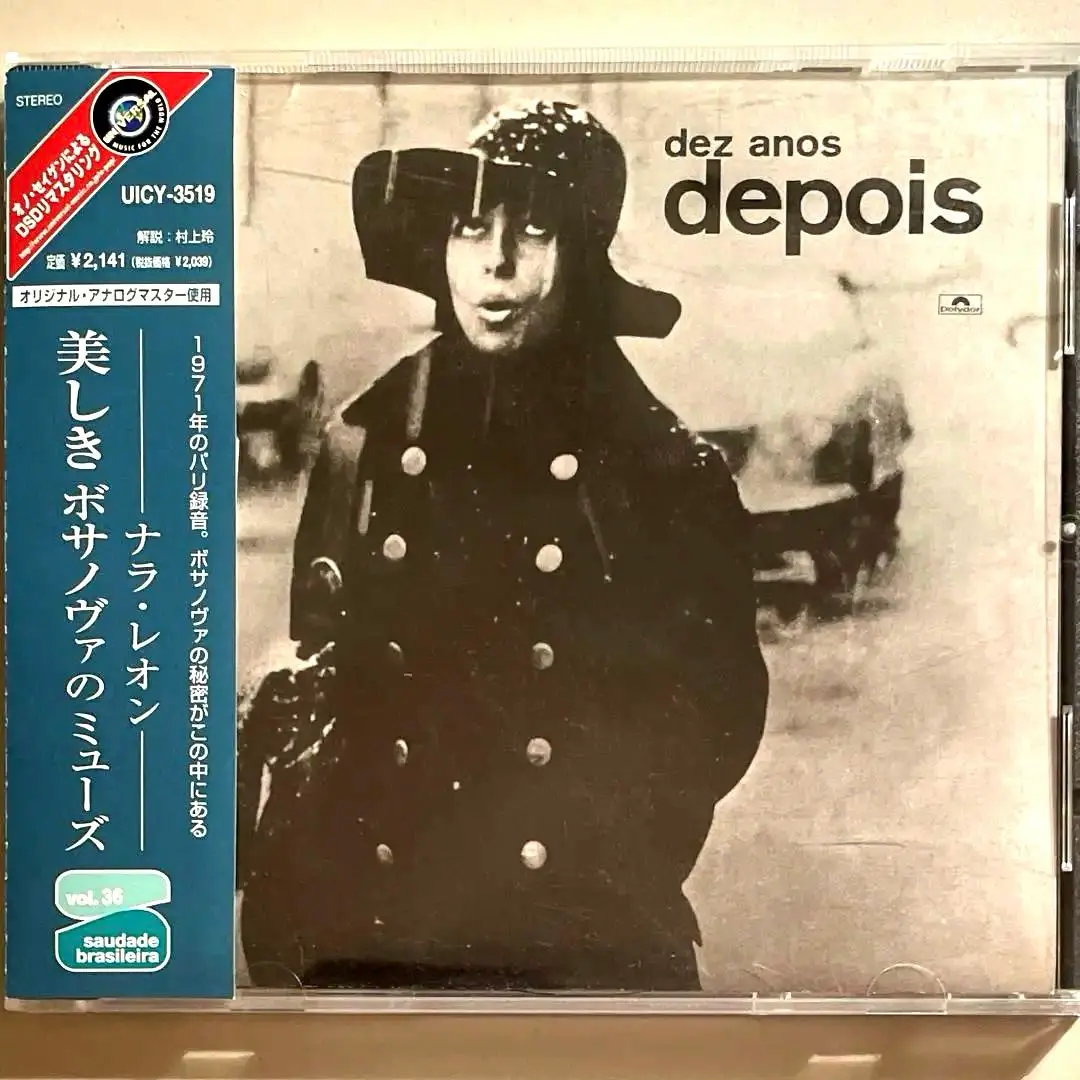 STEREO
UNIVERSAL
MUSIC FOR THE WORLD
オノ・セイゲンによる
DSDリマスタリング
UICY-3519
解説:村上玲
定価 ¥2,141 (税抜価格 ¥2,039)
オリジナル・アナログマスター使用
1971年のパリ録音。ボサノヴァの秘密がこの中にある
ナラ・レオン
美しきボサノヴァのミューズ
vol. 36
saudade
brasileira
dez anos
depois
Polydor